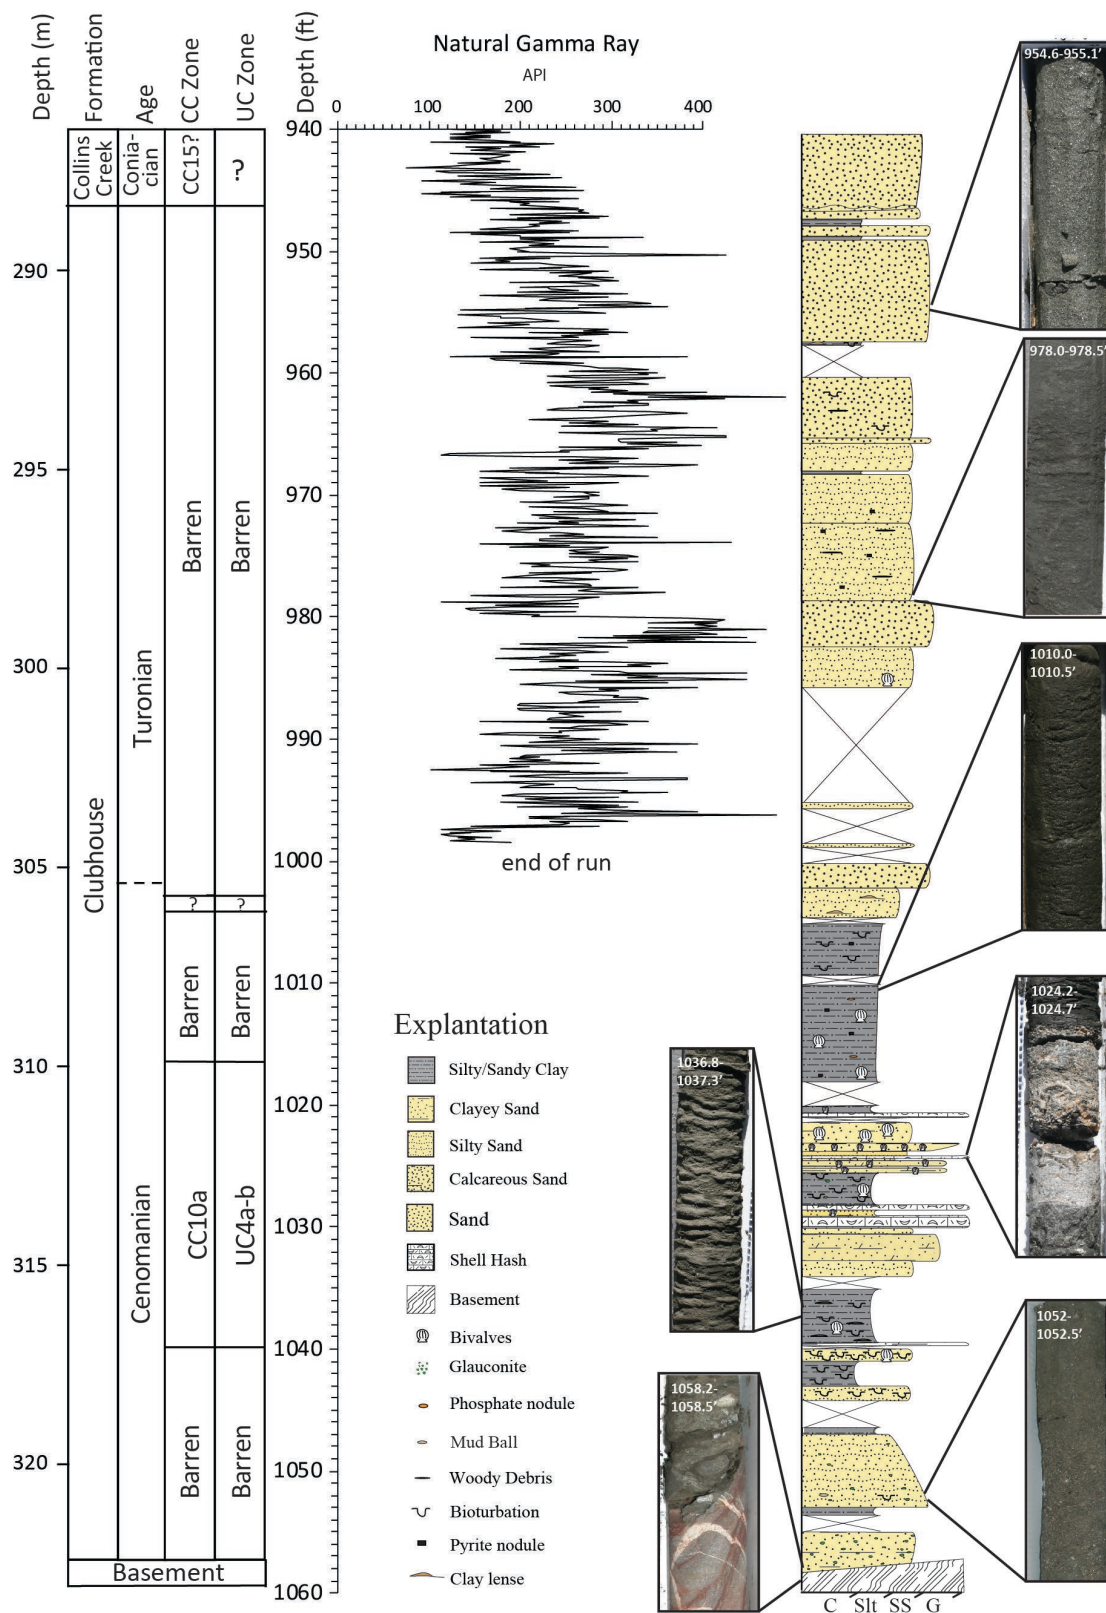 Depth (m)
Formation
Age
CC Zone
UC Zone
Depth (ft)
Natural Gamma Ray
API
0
100
200
300
400
Collins
Creek
Conia-
cian
CC15?
?
290
295
300
305
310
315
320
Clubhouse
Turonian
Cenomanian
Barren
Barren
?
?
Barren
Barren
CC10a
UC4a-b
Barren
Barren
Basement
940
950
960
970
980
990
1000
1010
1020
1030
1040
1050
1060
end of run
Explantation
Silty/Sandy Clay
Clayey Sand
Silty Sand
Calcareous Sand
Sand
Shell Hash
Basement
Bivalves
Glauconite
Phosphate nodule
Mud Ball
Woody Debris
Bioturbation
Pyrite nodule
Clay lense
954.6-955.1'
978.0-978.5'
1010.0-
1010.5'
1024.2-
1024.7'
1036.8-
1037.3'
1052-
1052.5'
1058.2-
1058.5'
C Slt SS G